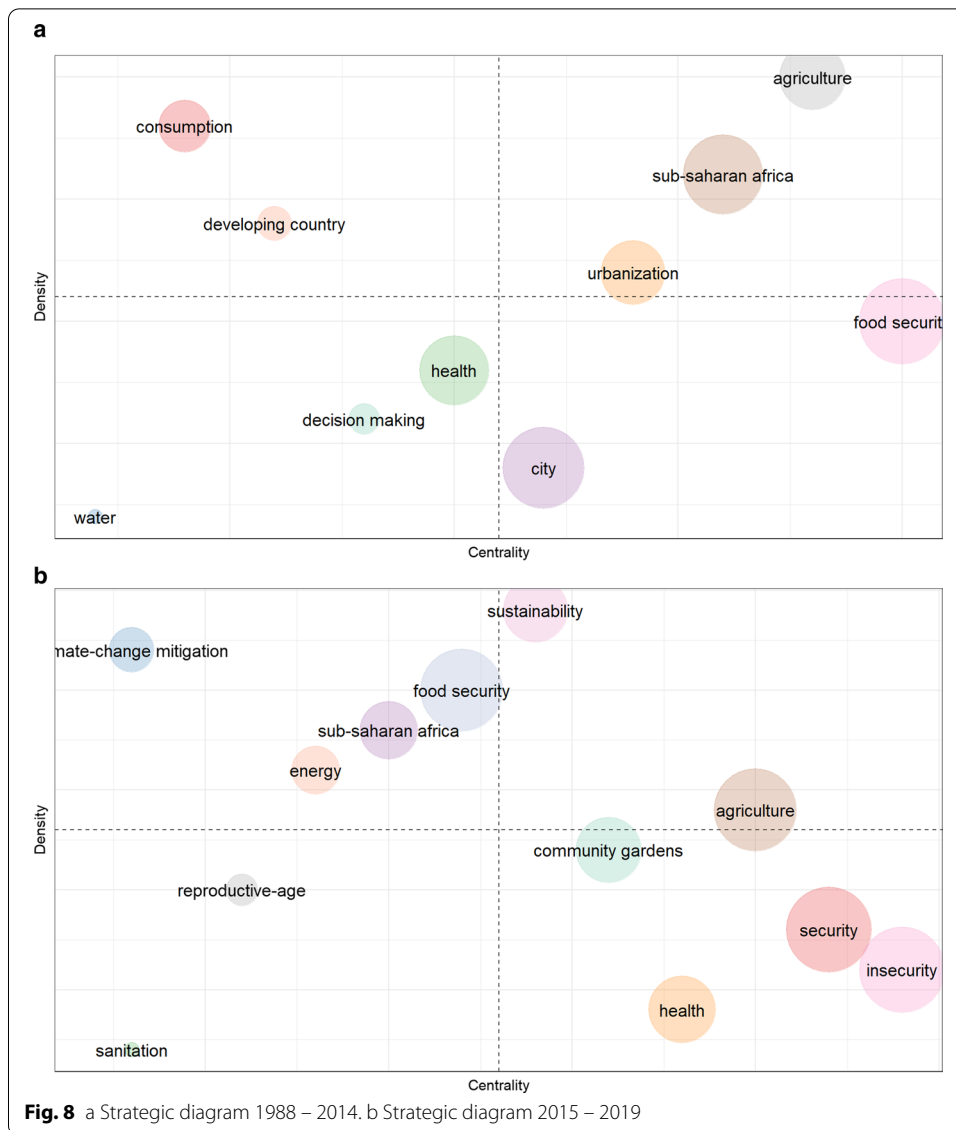 a
agriculture
consumption
sub-saharan africa
developing country
urbanization
Density
food securit
health
decision making
city
water
Centrality
b
sustainability
mate-change mitigation
food security
sub-saharan africa
energy
agriculture
Density
community gardens
reproductive-age
security
insecurity
health
sanitation
Centrality
Fig. 8 a Strategic diagram 1988 – 2014. b Strategic diagram 2015 – 2019